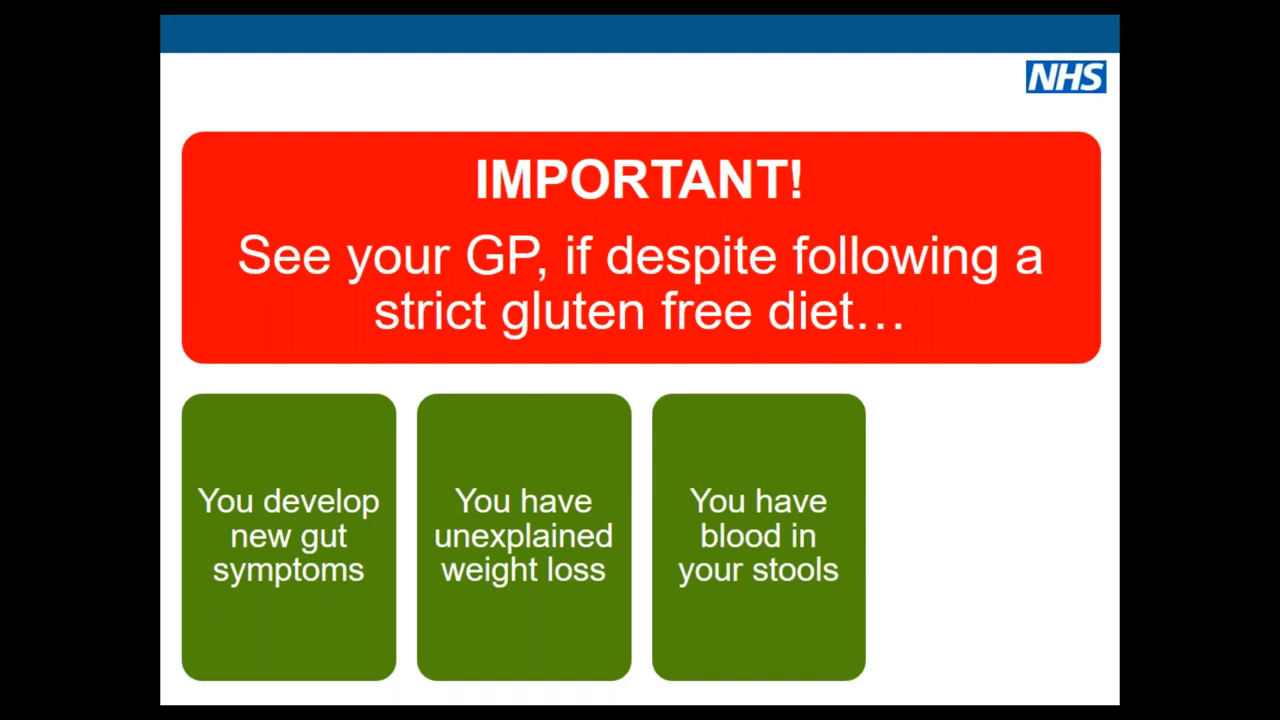 NHS
IMPORTANT!
See your GP, if despite following a
strict gluten free diet…
You develop
new gut
symptoms
You have
unexplained
weight loss
You have
blood in
your stools